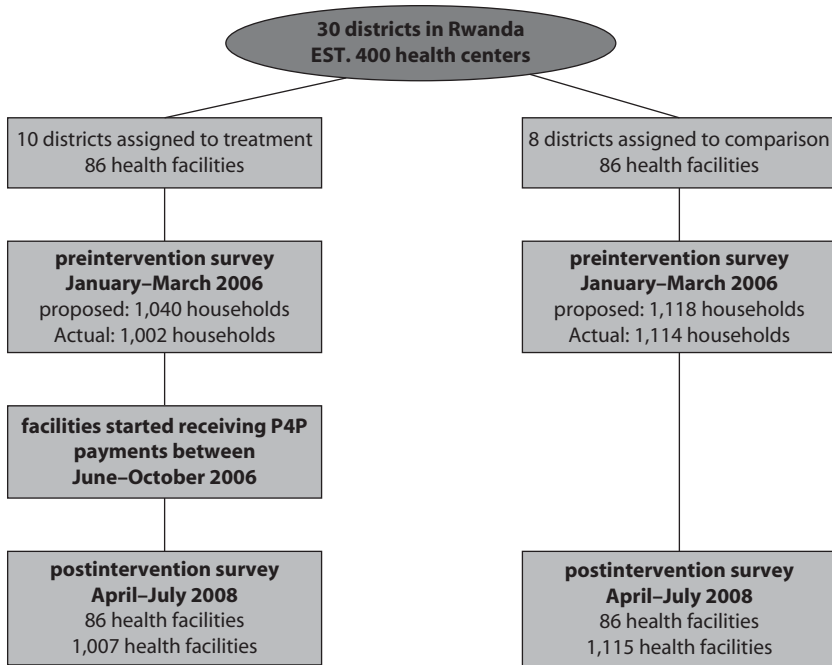 30 districts in Rwanda
EST. 400 health centers
10 districts assigned to treatment
86 health facilities
8 districts assigned to comparison
86 health facilities
preintervention survey
January–March 2006
proposed: 1,040 households
Actual: 1,002 households
preintervention survey
January–March 2006
proposed: 1,118 households
Actual: 1,114 households
facilities started receiving P4P
payments between
June–October 2006
postintervention survey
April–July 2008
86 health facilities
1,007 health facilities
postintervention survey
April–July 2008
86 health facilities
1,115 health facilities